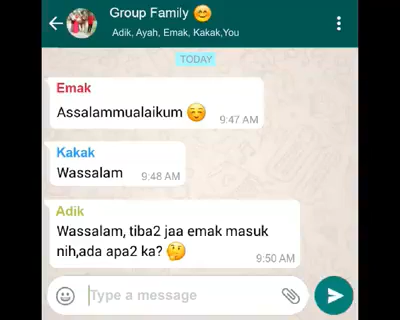 Group Family 😊
Adik, Ayah, Emak, Kakak,You
TODAY
Emak
Assalammualaikum ☺️
9:47 AM
Kakak
Wassalam
9:48 AM
Adik
Wassalam, tiba2 jaa emak masuk
nih,ada apa2 ka? 🤔
9:50 AM
Type a message